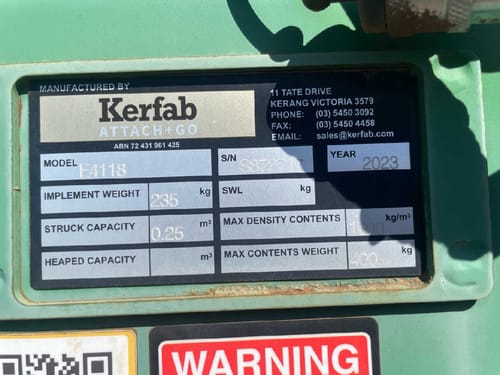 MANUFACTURED BY
Kerfab
ATTACH+GO
ABN 72 431 961 425
11 TATE DRIVE
KERANG VICTORIA 3579
PHONE: (03) 5450 3092
FAX: (03) 5450 4458
EMAIL: sales@kerfab.com
MODEL E4118 S/N YEAR 2023
IMPLEMENT WEIGHT 235 kg SWL kg
STRUCK CAPACITY 0.25 m³ MAX DENSITY CONTENTS kg/m³
HEAPED CAPACITY m³ MAX CONTENTS WEIGHT 400 kg
WARNING